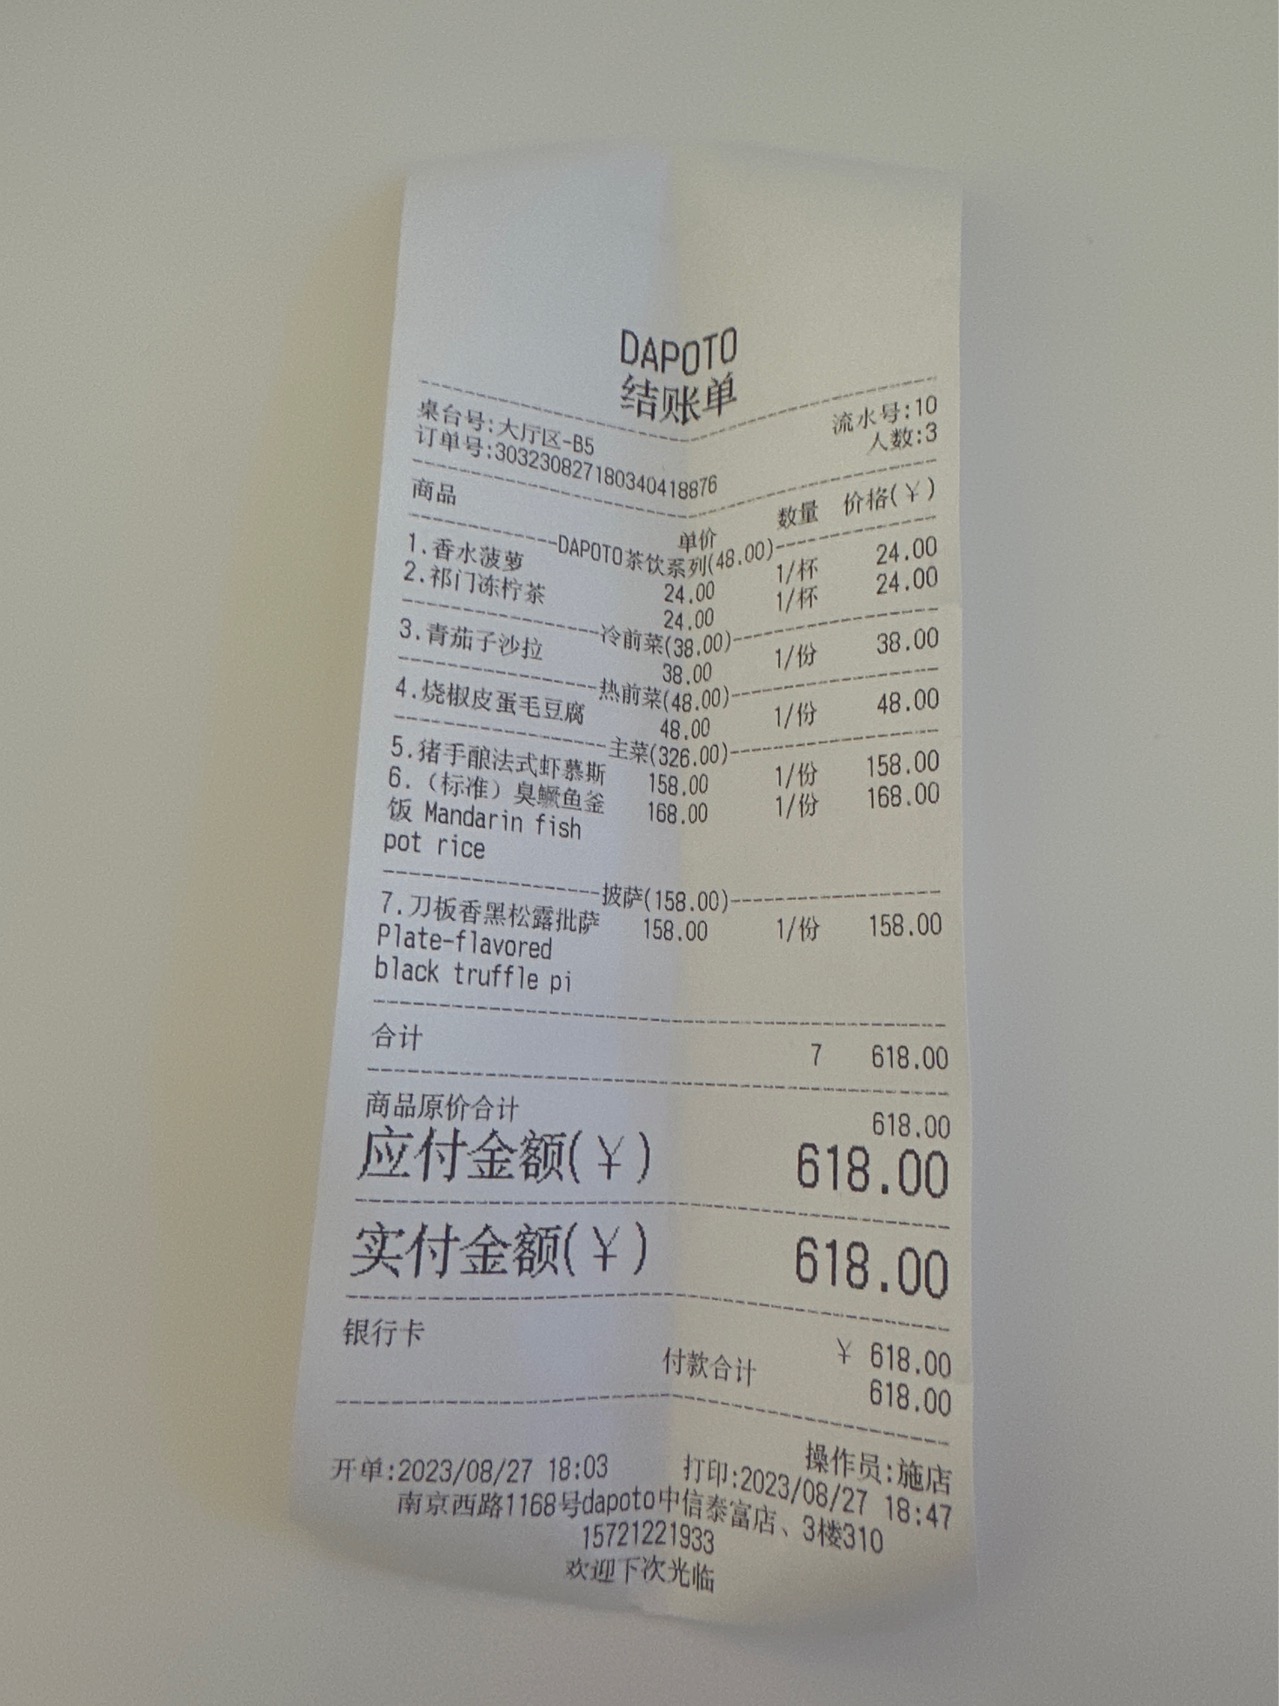 DAPOTO
结账单
桌台号:大厅区-B5 流水号:10
订单号:303230827180340418876 人数:3
商品 单价 数量 价格(￥)
DAPOTO茶饮系列(48.00)
1.香水菠萝 24.00 1/杯 24.00
2.祁门冻柠茶 24.00 1/杯 24.00
冷前菜(38.00)
3.青茄子沙拉 38.00 1/份 38.00
热前菜(48.00)
4.烧椒皮蛋毛豆腐 48.00 1/份 48.00
主菜(326.00)
5.猪手酿法式虾慕斯 158.00 1/份 158.00
6.（标准）臭鳜鱼釜 168.00 1/份 168.00
饭 Mandarin fish
pot rice
披萨(158.00)
7.刀板香黑松露批萨 158.00 1/份 158.00
Plate-flavored
black truffle pi
合计 7 618.00
商品原价合计 618.00
应付金额(￥) 618.00
实付金额(￥) 618.00
银行卡 ￥ 618.00
付款合计 618.00
操作员:施店
开单:2023/08/27 18:03 打印:2023/08/27 18:47
南京西路1168号dapoto中信泰富店、3楼310
15721221933
欢迎下次光临